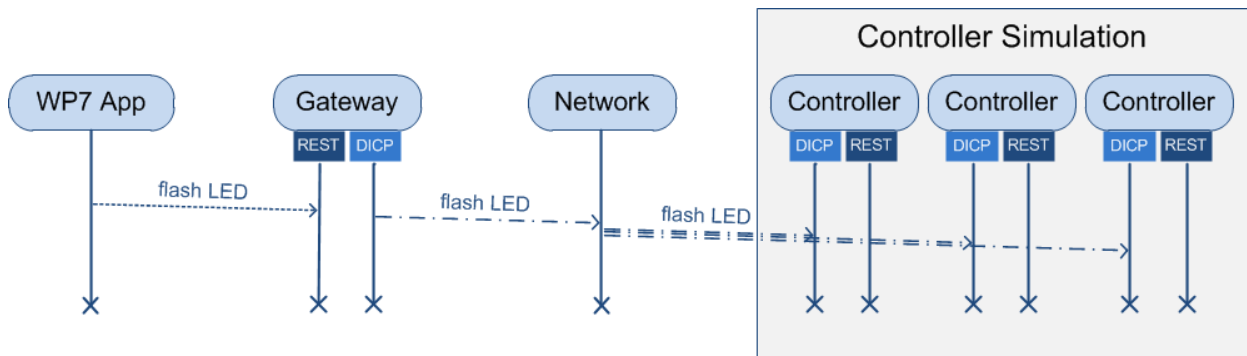 Controller Simulation
WP7 App
Gateway
Network
Controller
Controller
Controller
REST
DICP
DICP
REST
DICP
REST
DICP
REST
flash LED
flash LED
flash LED